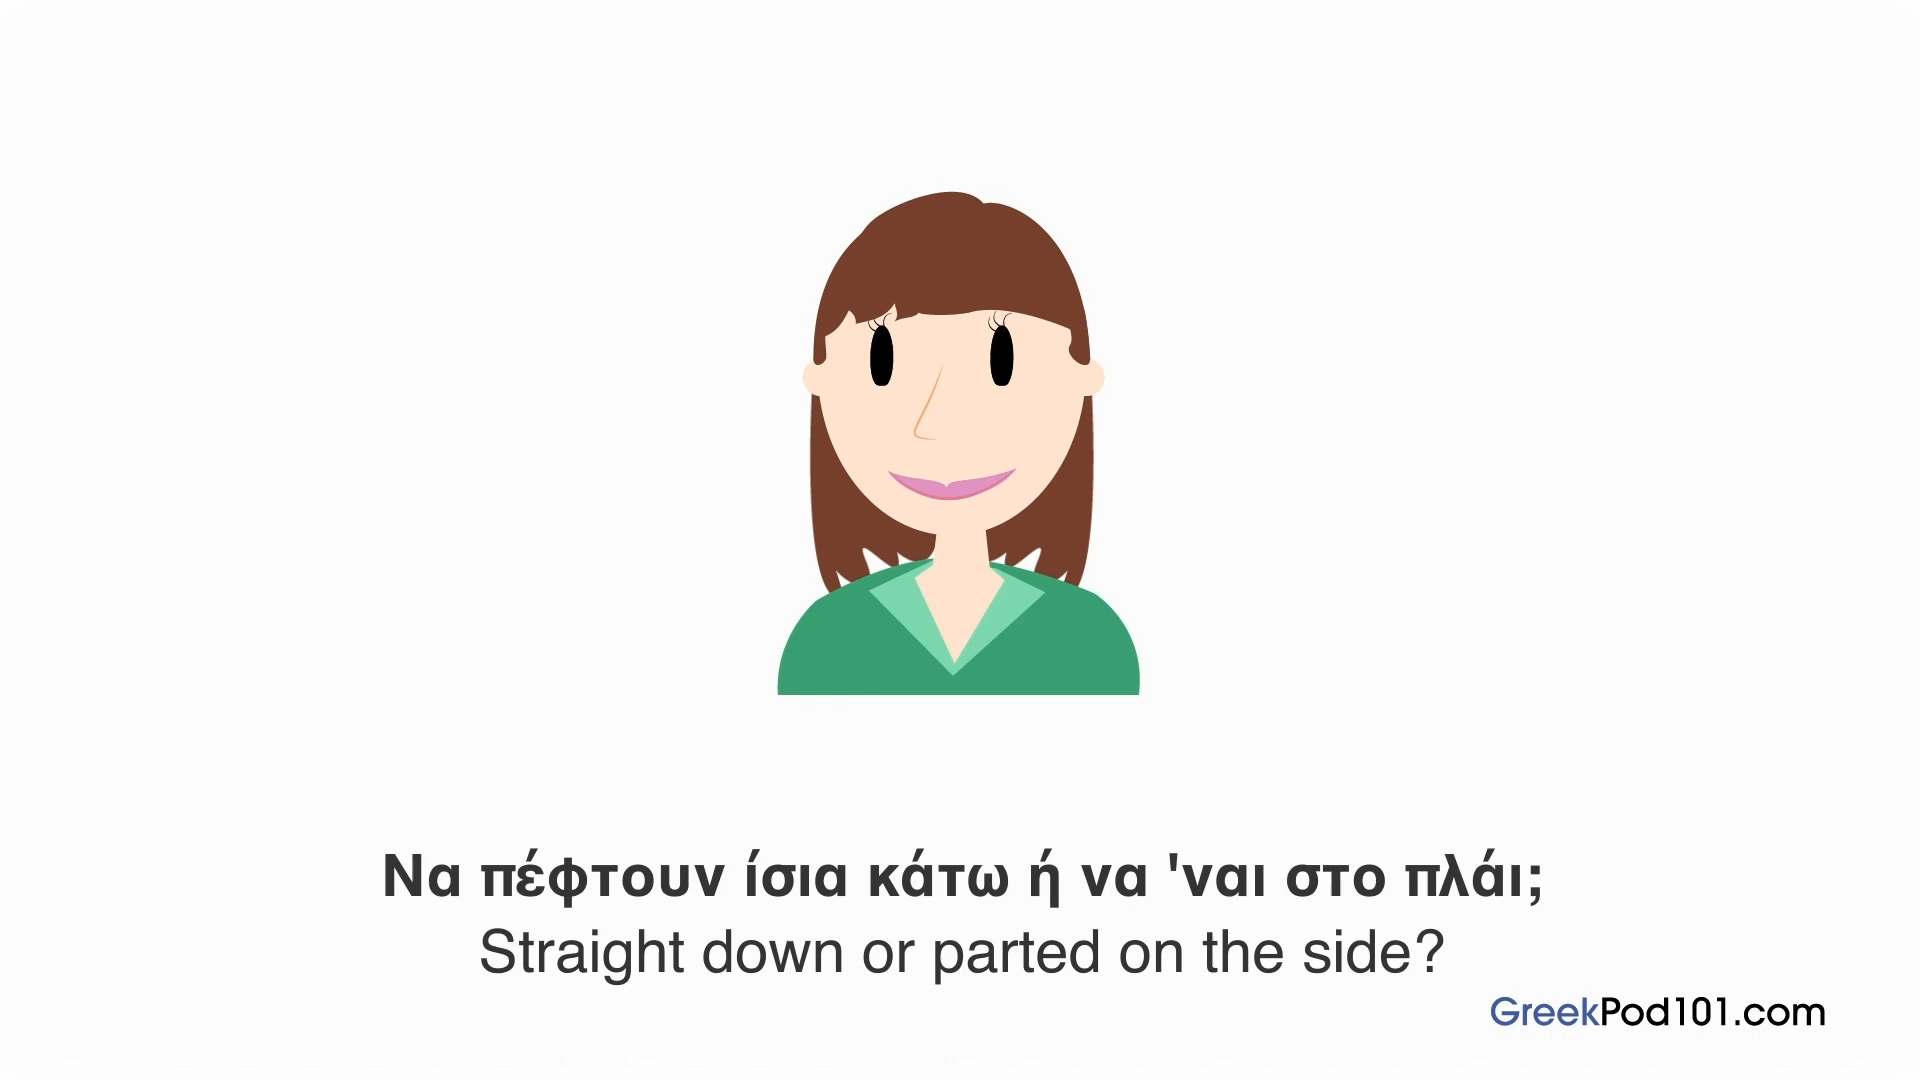 Να πέφτουν ίσια κάτω ή να 'ναι στο πλάι;
Straight down or parted on the side?
GreekPod101.com